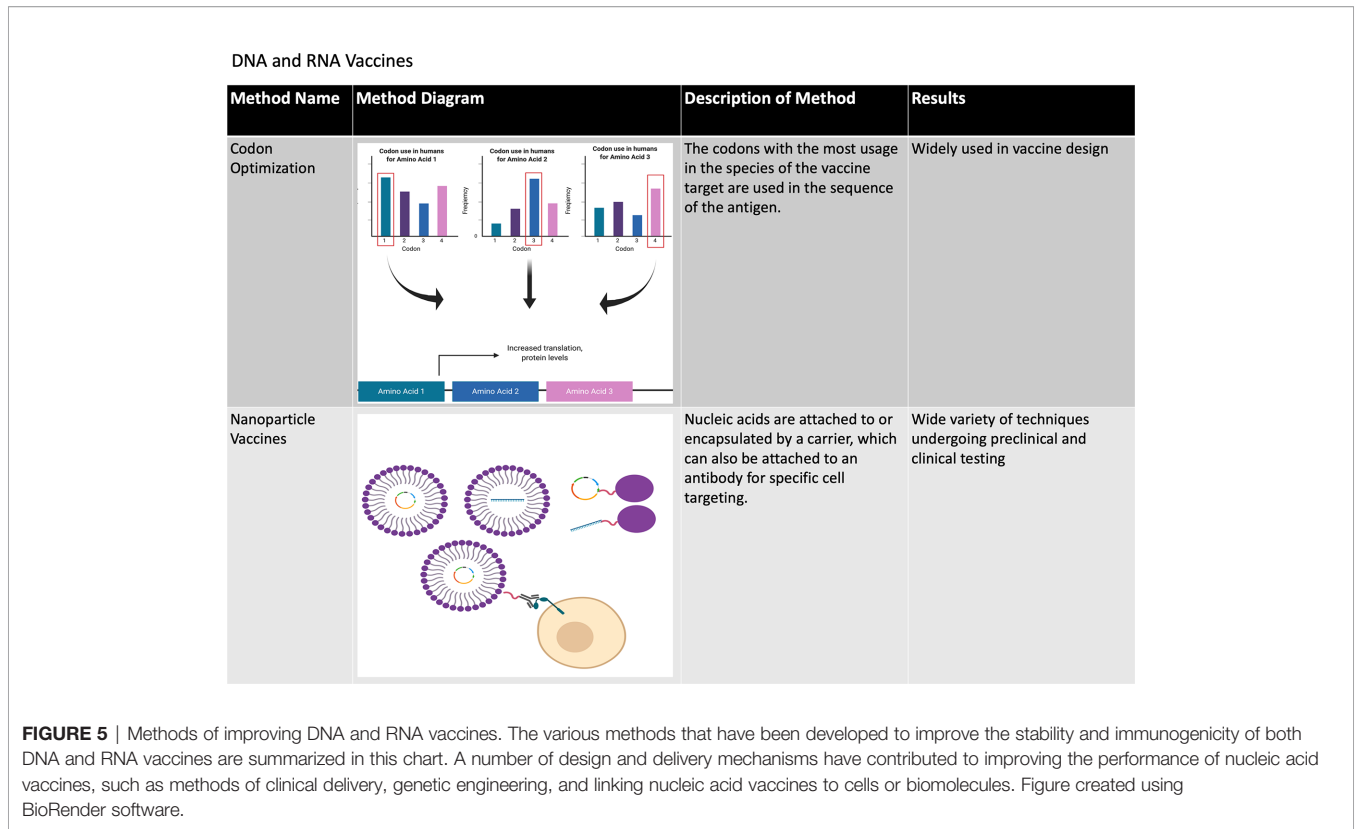 DNA and RNA Vaccines
Method Name Method Diagram Description of Method Results
Codon
Optimization
Codon use in humans
for Amino Acid 1
Codon
1 2 3 4
Codon use in humans
for Amino Acid 2
Freqiemcy
0
1 2 3 4
Codon
Codon use in humans
for Amino Acid 3
Freqiemcy
1 2 3 4
Codon
Increased translation,
protein levels
Amino Acid 1 Amino Acid 2 Amino Acid 3
The codons with the most usage
in the species of the vaccine
target are used in the sequence
of the antigen.
Widely used in vaccine design
Nanoparticle
Vaccines
Nucleic acids are attached to or
encapsulated by a carrier, which
can also be attached to an
antibody for specific cell
targeting.
Wide variety of techniques
undergoing preclinical and
clinical testing
FIGURE 5 | Methods of improving DNA and RNA vaccines. The various methods that have been developed to improve the stability and immunogenicity of both
DNA and RNA vaccines are summarized in this chart. A number of design and delivery mechanisms have contributed to improving the performance of nucleic acid
vaccines, such as methods of clinical delivery, genetic engineering, and linking nucleic acid vaccines to cells or biomolecules. Figure created using
BioRender software.